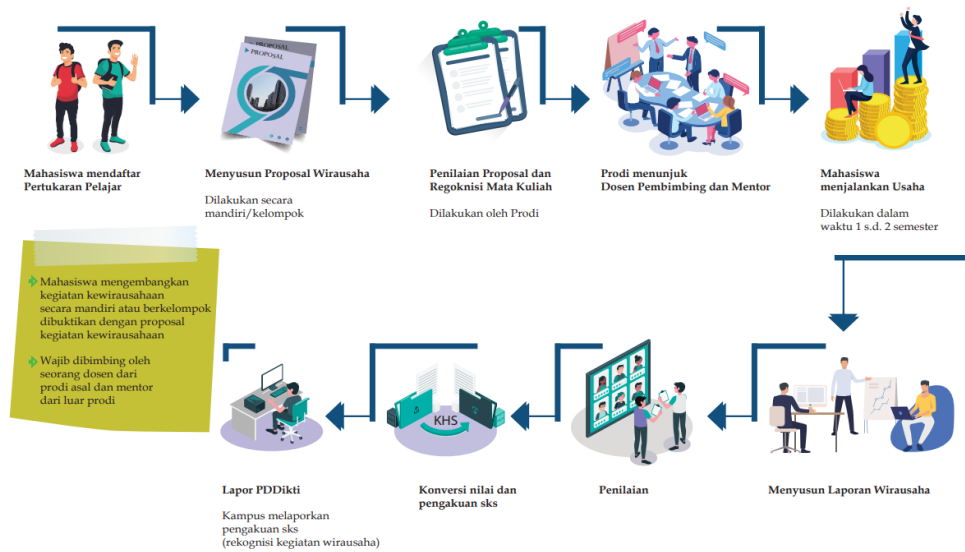 PROPOSAL
PROPOSAL
Mahasiswa mendaftar
Pertukaran Pelajar
Menyusun Proposal Wirausaha
Dilakukan secara
mandiri/kelompok
Penilaian Proposal dan
Regoknisi Mata Kuliah
Dilakukan oleh Prodi
Prodi menunjuk
Dosen Pembimbing dan Mentor
Mahasiswa
menjalankan Usaha
Dilakukan dalam
waktu 1 s.d. 2 semester
Mahasiswa mengembangkan
kegiatan kewirausahaan
secara mandiri atau berkelompok
dibuktikan dengan proposal
kegiatan kewirausahaan
Wajib dibimbing oleh
seorang dosen dari
prodi asal dan mentor
dari luar prodi
KHS
Lapor PDDikti
Kampus melaporkan
pengakuan sks
(rekognisi kegiatan wirausaha)
Konversi nilai dan
pengakuan sks
Penilaian
Menyusun Laporan Wirausaha